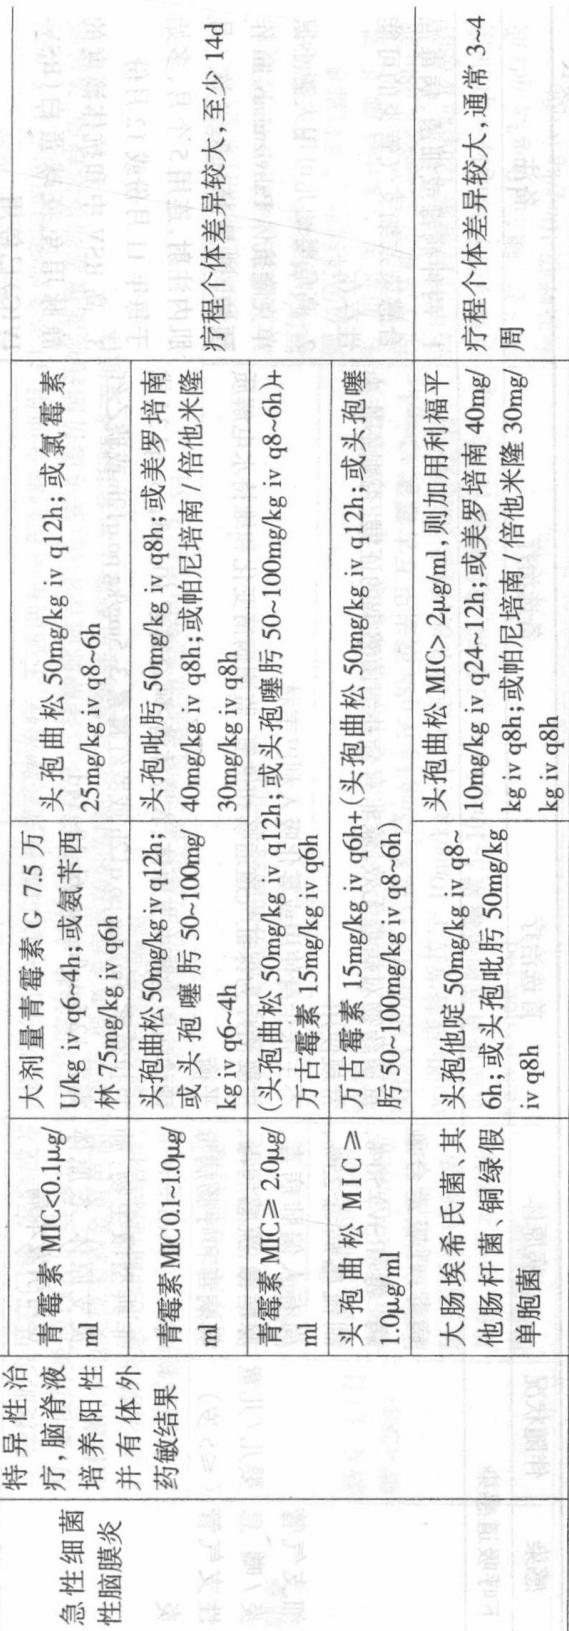 急性细菌
性脑膜炎
特异性治
疗,脑脊液
培养阳性
并有体外
药敏结果
青霉素 MIC<0.1μg/
ml
大剂量青霉素 G 7.5 万
U/kg iv q6~4h; 或氨苄西
林 75mg/kg iv q6h
头孢曲松 50mg/kg iv q12h; 或氯霉素
25mg/kg iv q8~6h
疗程个体差异较大,至少 14d
青霉素 MIC 0.1~1.0μg/
ml
头孢曲松 50mg/kg iv q12h;
或头孢噻肟 50~100mg/
kg iv q6~4h
头孢吡肟 50mg/kg iv q8h; 或美罗培南
40mg/kg iv q8h; 或帕尼培南 / 倍他米隆
30mg/kg iv q8h
青霉素 MIC≥ 2.0μg/
ml
(头孢曲松 50mg/kg iv q12h; 或头孢噻肟 50~100mg/kg iv q8~6h)+
万古霉素 15mg/kg iv q6h
头孢曲松 MIC ≥
1.0μg/ml
万古霉素 15mg/kg iv q6h+(头孢曲松 50mg/kg iv q12h; 或头孢噻
肟 50~100mg/kg iv q8~6h)
大肠埃希氏菌、其
他肠杆菌、铜绿假
单胞菌
头孢他啶 50mg/kg iv q8~
6h; 或头孢吡肟 50mg/kg
iv q8h
头孢曲松 MIC> 2μg/ml,则加用利福平
10mg/kg iv q24~12h; 或美罗培南 40mg/
kg iv q8h; 或帕尼培南 / 倍他米隆 30mg/
kg iv q8h
疗程个体差异较大,通常 3~4
周